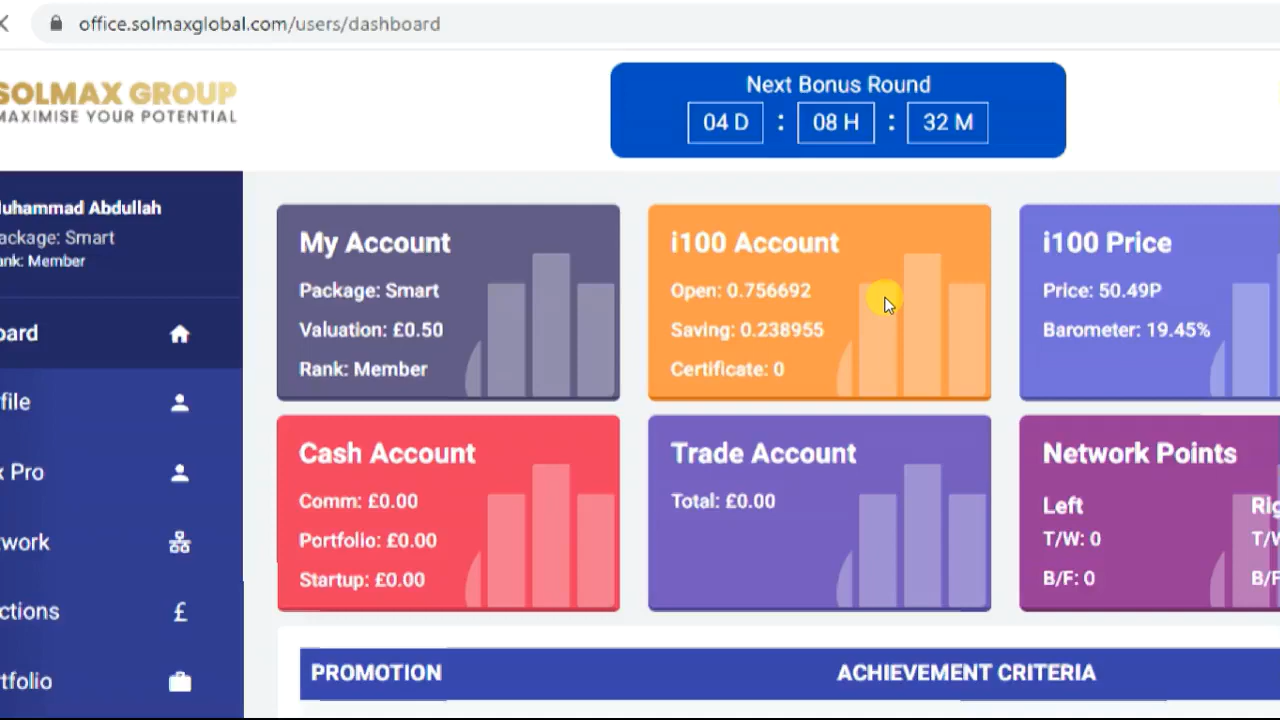 office.solmaxglobal.com/users/dashboard
SOLMAX GROUP
MAXIMISE YOUR POTENTIAL
Next Bonus Round
04 D : 08 H : 32 M
uhammad Abdullah
ackage: Smart
ank: Member
oard
file
x Pro
work
ctions
£
tfolio
My Account
Package: Smart
Valuation: £0.50
Rank: Member
i100 Account
Open: 0.756692
Saving: 0.238955
Certificate: 0
i100 Price
Price: 50.49P
Barometer: 19.45%
Cash Account
Comm: £0.00
Portfolio: £0.00
Startup: £0.00
Trade Account
Total: £0.00
Network Points
Left
T/W: 0
B/F: 0
Rig
T/W
B/F
PROMOTION
ACHIEVEMENT CRITERIA